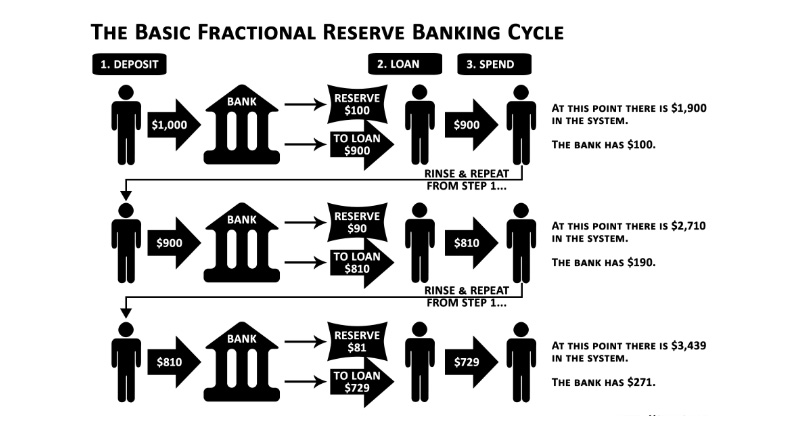 The Basic Fractional Reserve Banking Cycle
1. Deposit
2. Loan
3. Spend
$1,000
Bank
Reserve
$100
To Loan
$900
$900
At this point there is $1,900
in the system.
The bank has $100.
Rinse & Repeat
from Step 1...
$900
Bank
Reserve
$90
To Loan
$810
$810
At this point there is $2,710
in the system.
The bank has $190.
Rinse & Repeat
from Step 1...
$810
Bank
Reserve
$81
To Loan
$729
$729
At this point there is $3,439
in the system.
The bank has $271.